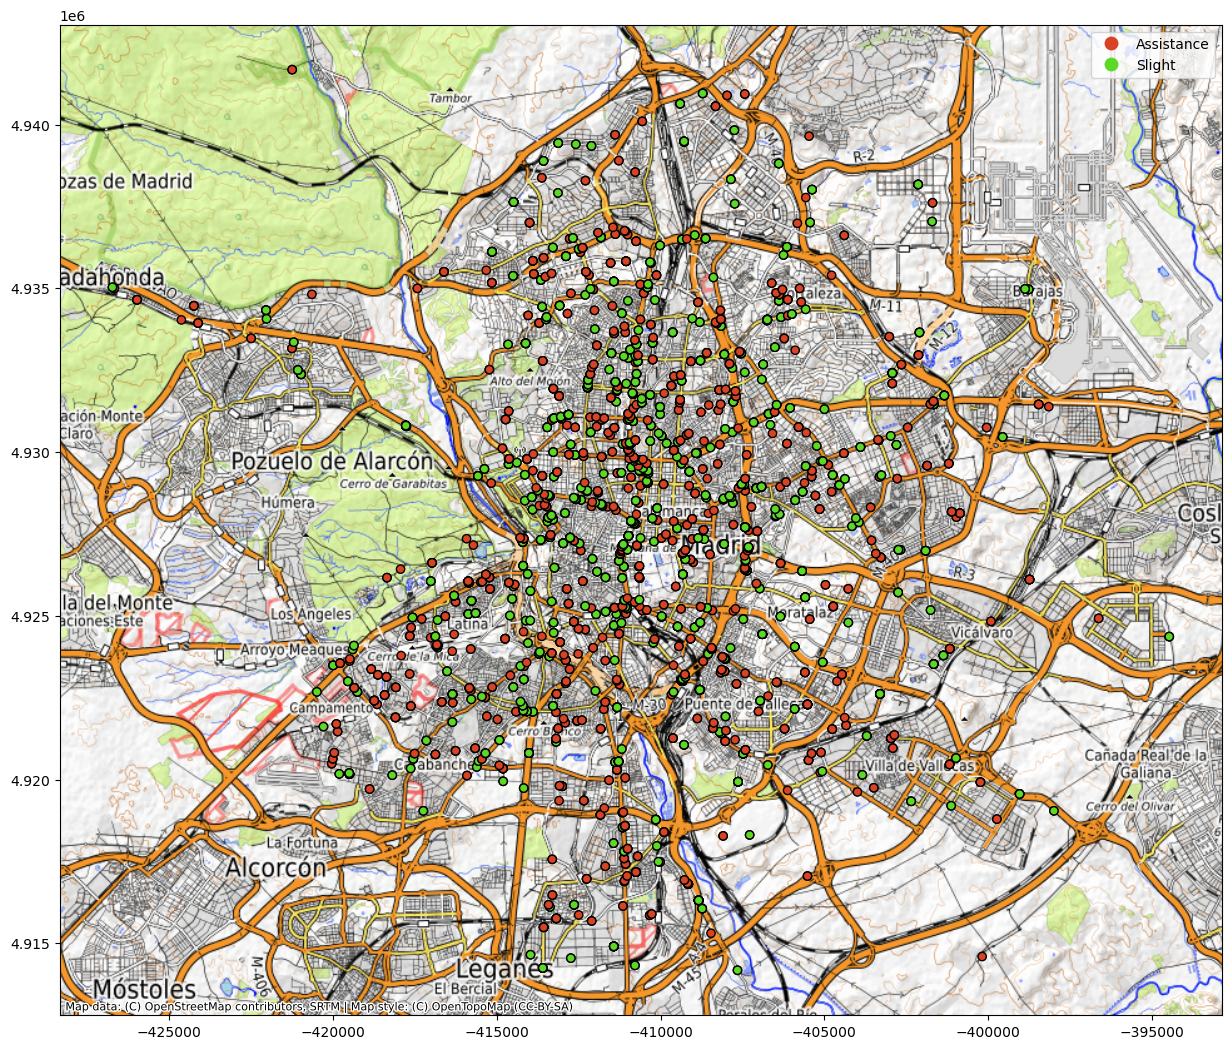 1e6
Assistance
Slight
Tambor
4.940
R-2
ozas de Madrid
adahonda
4.935
Barajas
M-11
M-12
Alto del Mojón
ación-Monte
Claro
4.930
Pozuelo de Alarcón
Cerro de Garabitas
Húmera
Cosl
Madrid
R-3
la del Monte
aciones-Este
4.925
Los Ángeles
Moratalaz
Latina
Vicálvaro
Arroyo Meaques
Cerro de la Mica
Campamento
M-30
Puente de Vallecas
Cerro Blanco
4.920
Carabanchel
Villa de Vallecas
Cañada Real de la
Galiana
Cerro del Olivar
La Fortuna
Alcorcón
4.915
Leganés
M-45
M-406
El Bercial
Móstoles
Map data: (C) OpenStreetMap contributors, SRTM | Map style: (C) OpenTopoMap (CC-BY-SA)
Perales del Río
−425000
−420000
−415000
−410000
−405000
−400000
−395000